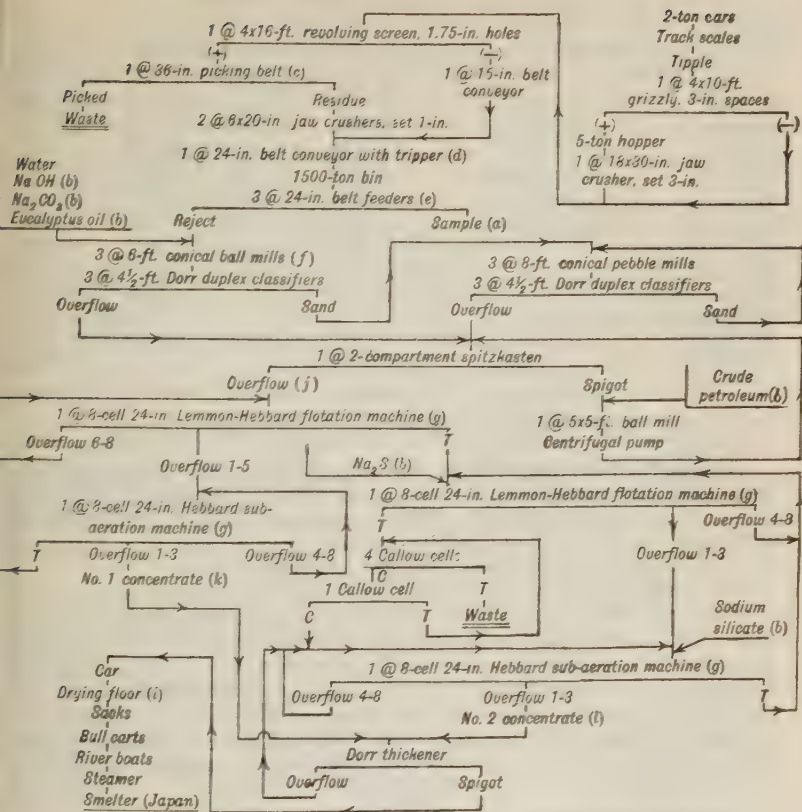 1 @ 4x16-ft. revolving screen, 1.75-in. holes
(+)
(—)
1 @ 36-in. picking belt (c)
1 @ 15-in. belt
conveyor
Picked
Waste
Residue
2 @ 8x20-in jaw crushers, set 1-in.
1 @ 24-in. belt conveyor with tripper (d)
1500-ton bin
3 @ 24-in. belt feeders (e)
Reject
Sample (a)
2-ton cars
Track scales
Tipple
1 @ 4x10-ft.
grizzly, 3-in. spaces
(+)
(—)
5-ton hopper
1 @ 18x30-in. jaw
crusher, set 3-in.
Water
Na OH (b)
Na₂CO₃ (b)
Eucalyptus oil (b)
3 @ 6-ft. conical ball mills (f)
3 @ 4½-ft. Dorr duplex classifiers
Overflow
Sand
3 @ 8-ft. conical pebble mills
3 @ 4½-ft. Dorr duplex classifiers
Overflow
Sand
1 @ 2-compartment spitzkasten
Overflow (j)
Spigot
Crude
petroleum(b)
1 @ 5x5-ft. ball mill
Centrifugal pump
1 @ 8-cell 24-in. Lemmon-Hebbard flotation machine (g)
Overflow 6-8
Overflow 1-5
T
Na₂S (b)
1 @ 8-cell 24-in. Hebbard sub-
aeration machine (g)
T
Overflow 1-3
Overflow 4-8
No. 1 concentrate (k)
1 @ 8-cell 24-in. Lemmon-Hebbard flotation machine (g)
T
Overflow 4-8
Overflow 1-3
4 Callow cells
C
T
1 Callow cell
Waste
C
T
Sodium
silicate (b)
1 @ 8-cell 24-in. Hebbard sub-aeration machine (g)
Overflow 4-8
Overflow 1-3
T
No. 2 concentrate (l)
Dorr thickener
Overflow
Spigot
Car
Drying floor (i)
Sacks
Bull carts
River boats
Steamer
Smelter (Japan)